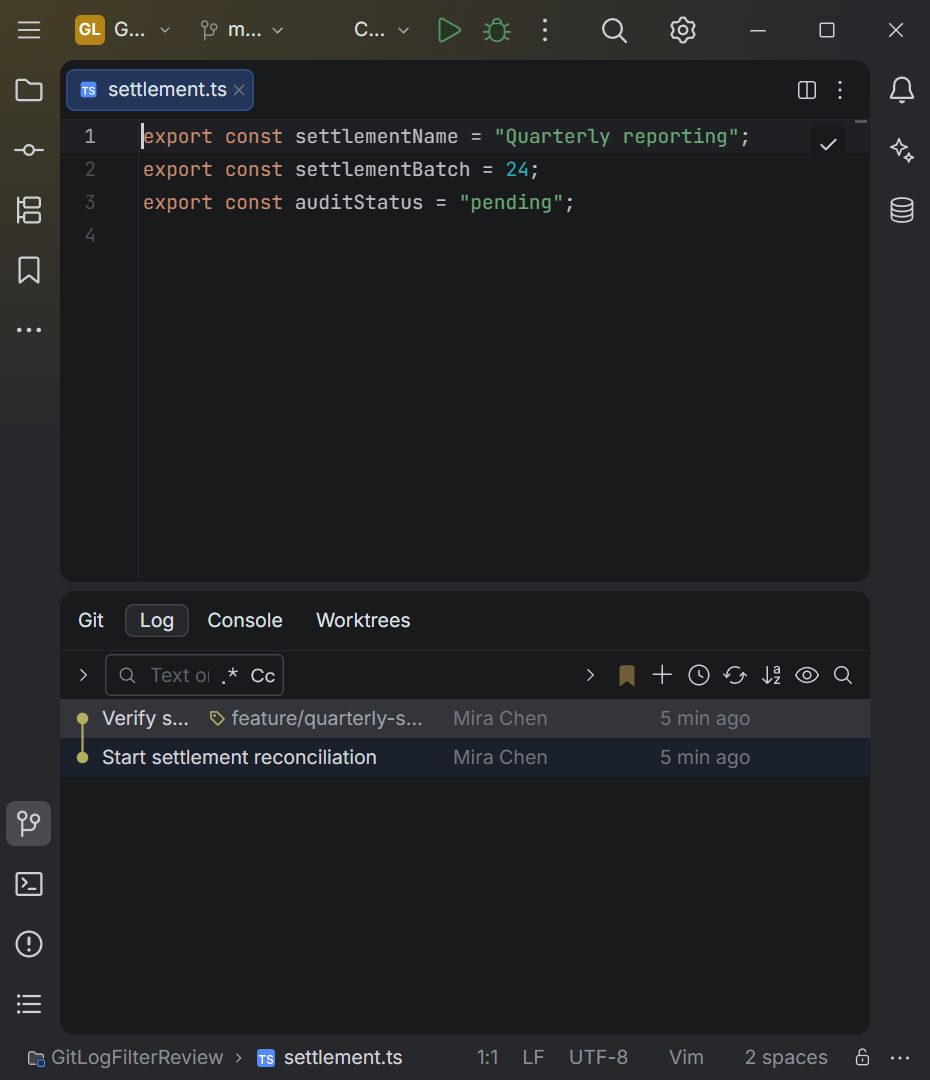 GL G... m... C...
TS settlement.ts
1 export const settlementName = "Quarterly reporting";
2 export const settlementBatch = 24;
3 export const auditStatus = "pending";
4
Git Log Console Worktrees
Text o .* Cc
Verify s... feature/quarterly-s... Mira Chen 5 min ago
Start settlement reconciliation Mira Chen 5 min ago
GitLogFilterReview › TS settlement.ts 1:1 LF UTF-8 Vim 2 spaces